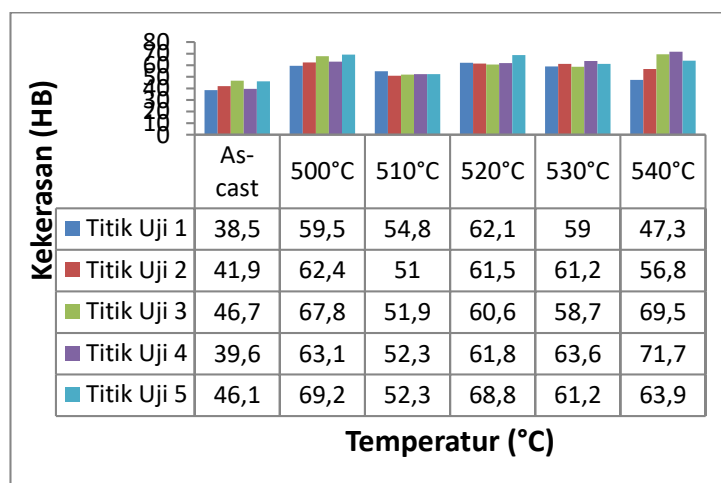 80
70
60
50
40
30
20
10
0
Kekerasan (HB)
As-cast 500°C 510°C 520°C 530°C 540°C
Titik Uji 1 38,5 59,5 54,8 62,1 59 47,3
Titik Uji 2 41,9 62,4 51 61,5 61,2 56,8
Titik Uji 3 46,7 67,8 51,9 60,6 58,7 69,5
Titik Uji 4 39,6 63,1 52,3 61,8 63,6 71,7
Titik Uji 5 46,1 69,2 52,3 68,8 61,2 63,9
Temperatur (°C)